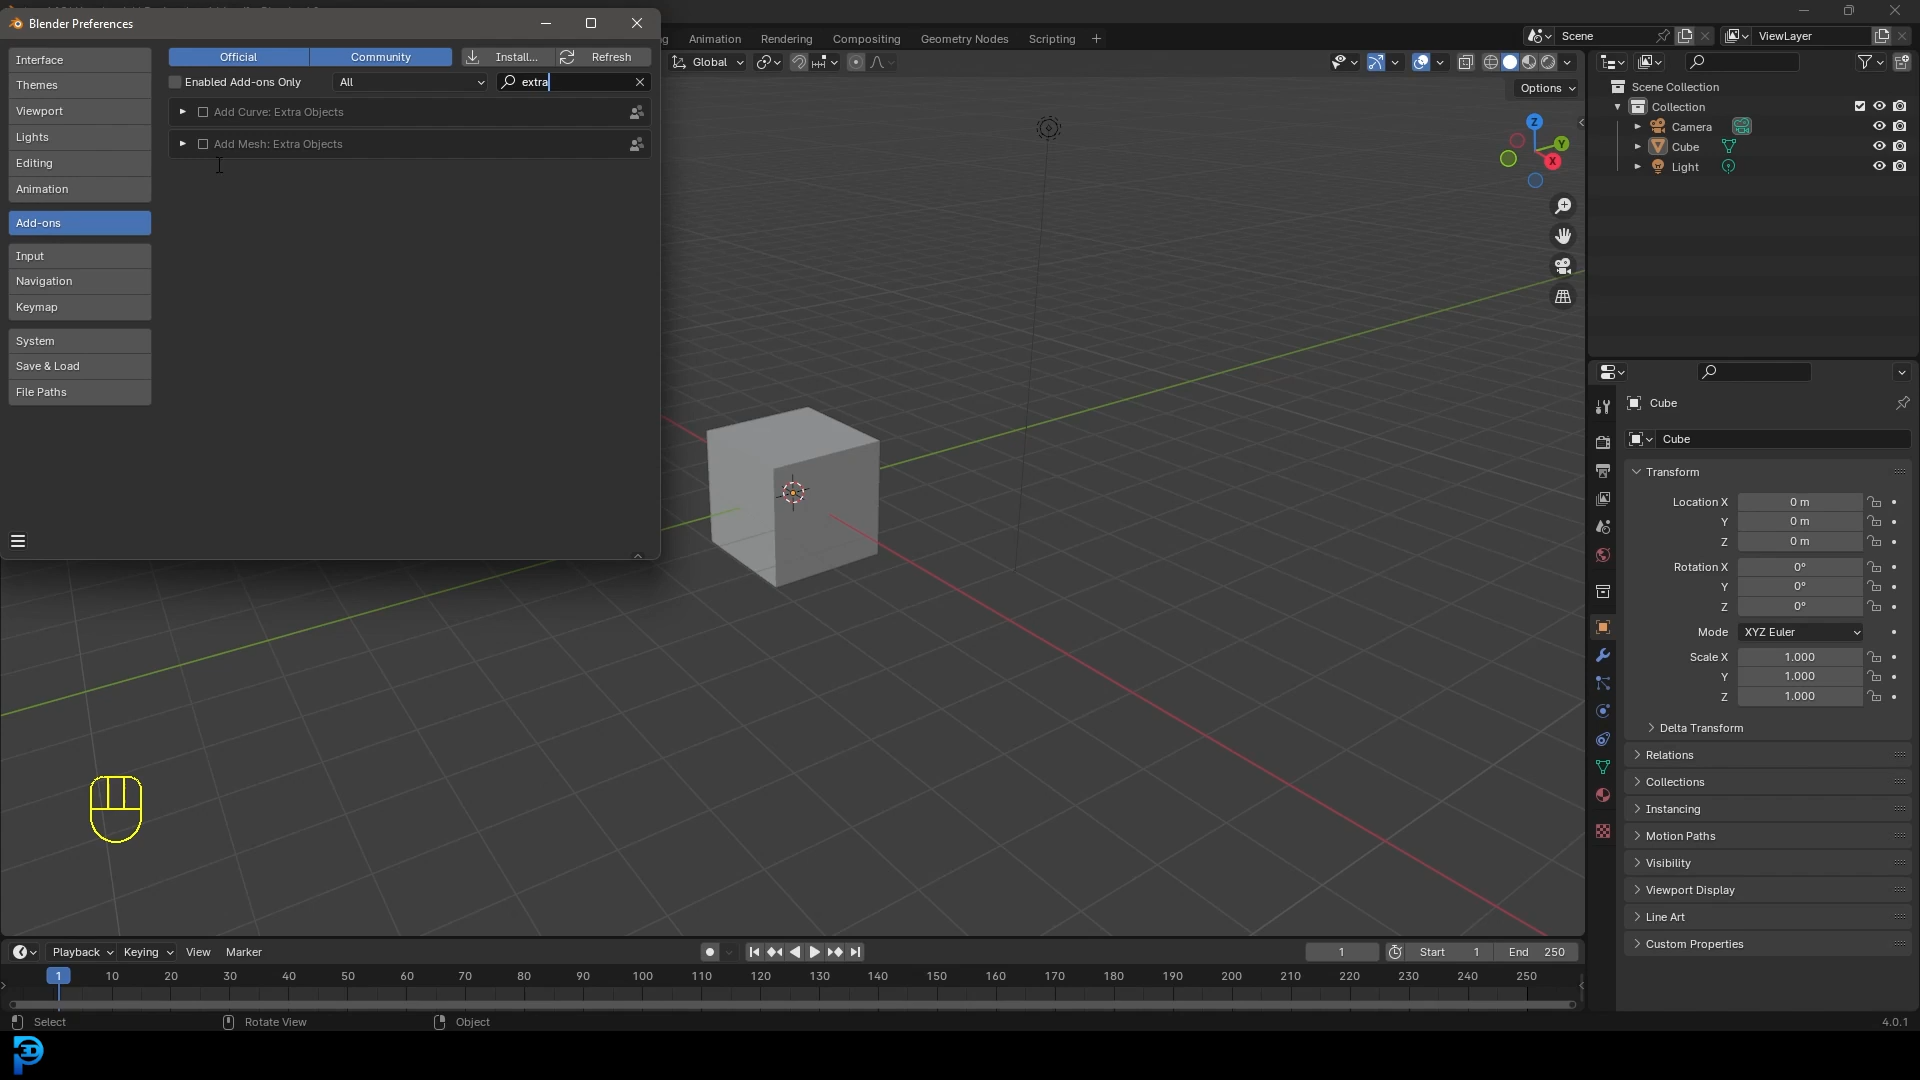 Blender Preferences
Interface
Themes
Viewport
Lights
Editing
Animation
Add-ons
Input
Navigation
Keymap
System
Save & Load
File Paths
Official Community Install... Refresh
Enabled Add-ons Only All extra
Add Curve: Extra Objects
Add Mesh: Extra Objects
Animation Rendering Compositing Geometry Nodes Scripting +
Scene ViewLayer
Global
Options
Z
Y
X
Scene Collection
Collection
Camera
Cube
Light
Cube
Cube
Transform
Location X 0 m
Y 0 m
Z 0 m
Rotation X 0°
Y 0°
Z 0°
Mode XYZ Euler
Scale X 1.000
Y 1.000
Z 1.000
Delta Transform
Relations
Collections
Instancing
Motion Paths
Visibility
Viewport Display
Line Art
Custom Properties
Playback Keying View Marker 1 Start 1 End 250
1 10 20 30 40 50 60 70 80 90 100 110 120 130 140 150 160 170 180 190 200 210 220 230 240 250
Select Rotate View Object 4.0.1
3D